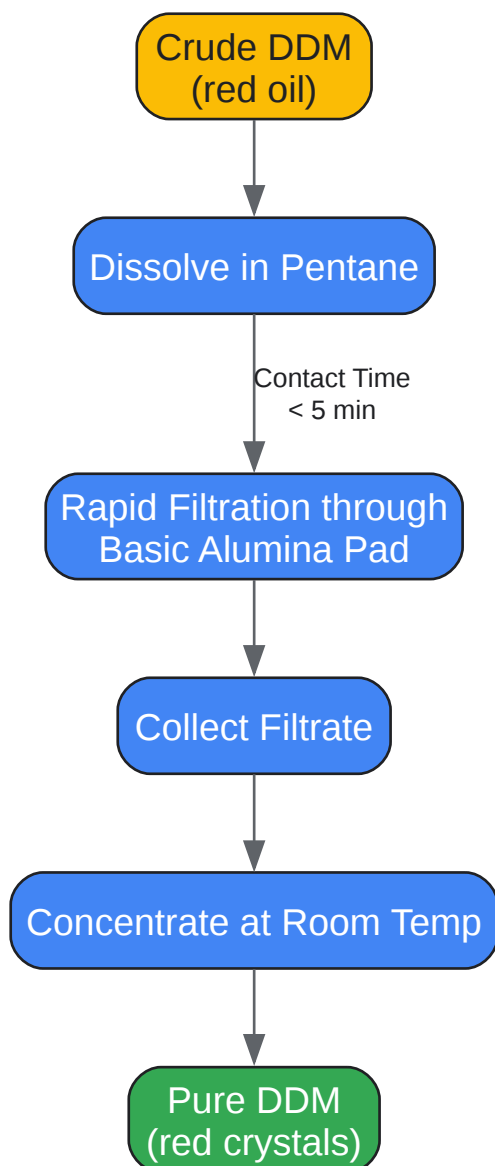 Crude DDM
(red oil)
Dissolve in Pentane
Contact Time
< 5 min
Rapid Filtration through
Basic Alumina Pad
Collect Filtrate
Concentrate at Room Temp
Pure DDM
(red crystals)